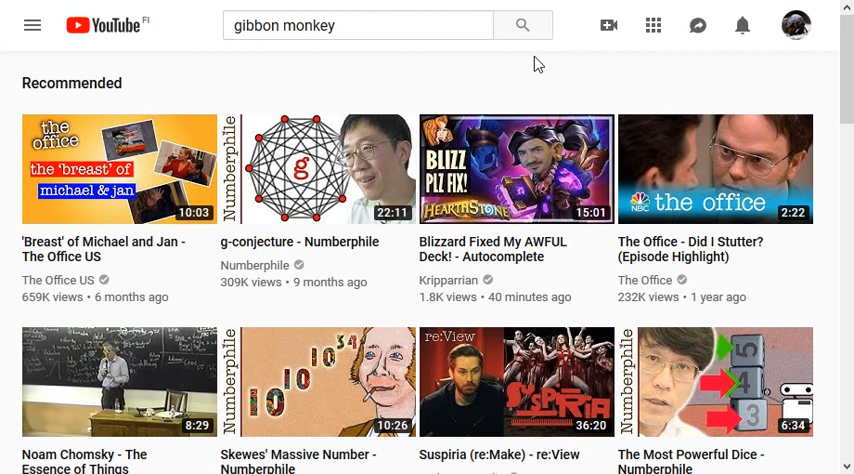 YouTube FI
gibbon monkey
Recommended
the office
the 'breast' of
michael & jan
10:03
Numberphile
g
22:11
BLIZZ
PLZ FIX!
HEARTHSTONE
15:01
NBC
the office
2:22
'Breast' of Michael and Jan -
The Office US
The Office US
659K views • 6 months ago
g-conjecture - Numberphile
Numberphile
309K views • 9 months ago
Blizzard Fixed My AWFUL
Deck! - Autocomplete
Kripparrian
1.8K views • 40 minutes ago
The Office - Did I Stutter?
(Episode Highlight)
The Office
232K views • 1 year ago
8:29
Numberphile
10 10 10 10 34
10:26
re:View
SUSPIRIA
36:20
Numberphile
5
4
3
6:34
Noam Chomsky - The
Essence of Things
Skewes' Massive Number -
Numberphile
Suspiria (re:Make) - re:View
The Most Powerful Dice -
Numberphile